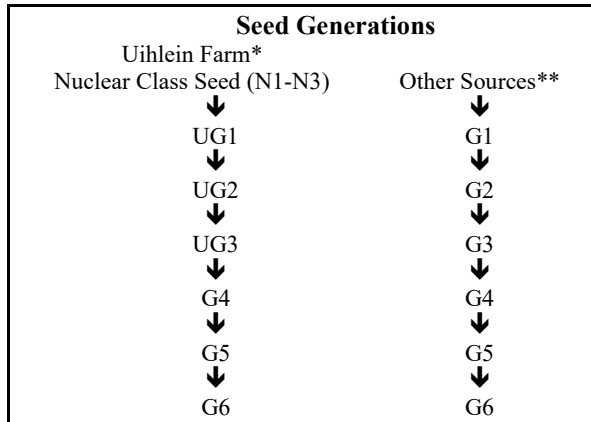 Seed Generations
Uihlein Farm*
Nuclear Class Seed (N1-N3) Other Sources**
UG1 G1
UG2 G2
UG3 G3
G4 G4
G5 G5
G6 G6